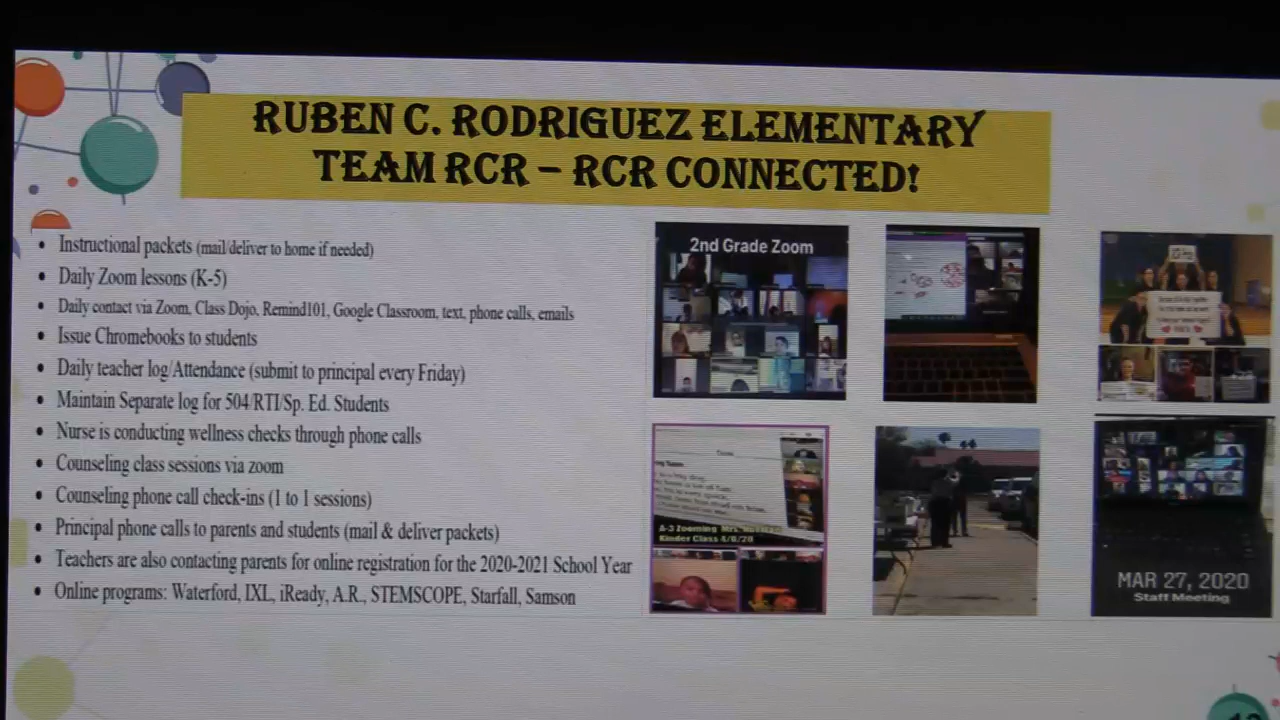 RUBEN C. RODRIGUEZ ELEMENTARY
TEAM RCR – RCR CONNECTED!
• Instructional packets (mail/deliver to home if needed)
• Daily Zoom lessons (K-5)
• Daily contact via Zoom, Class Dojo, Remind101, Google Classroom, text, phone calls, emails
• Issue Chromebooks to students
• Daily teacher log/Attendance (submit to principal every Friday)
• Maintain Separate log for 504/RTI/Sp. Ed. Students
• Nurse is conducting wellness checks through phone calls
• Counseling class sessions via zoom
• Counseling phone call check-ins (1 to 1 sessions)
• Principal phone calls to parents and students (mail & deliver packets)
• Teachers are also contacting parents for online registration for the 2020-2021 School Year
• Online programs: Waterford, IXL, iReady, A.R., STEMSCOPE, Starfall, Samson
2nd Grade Zoom
A-3 Zooming Mrs.
Kinder Class 4/8/20
MAR 27, 2020
Staff Meeting